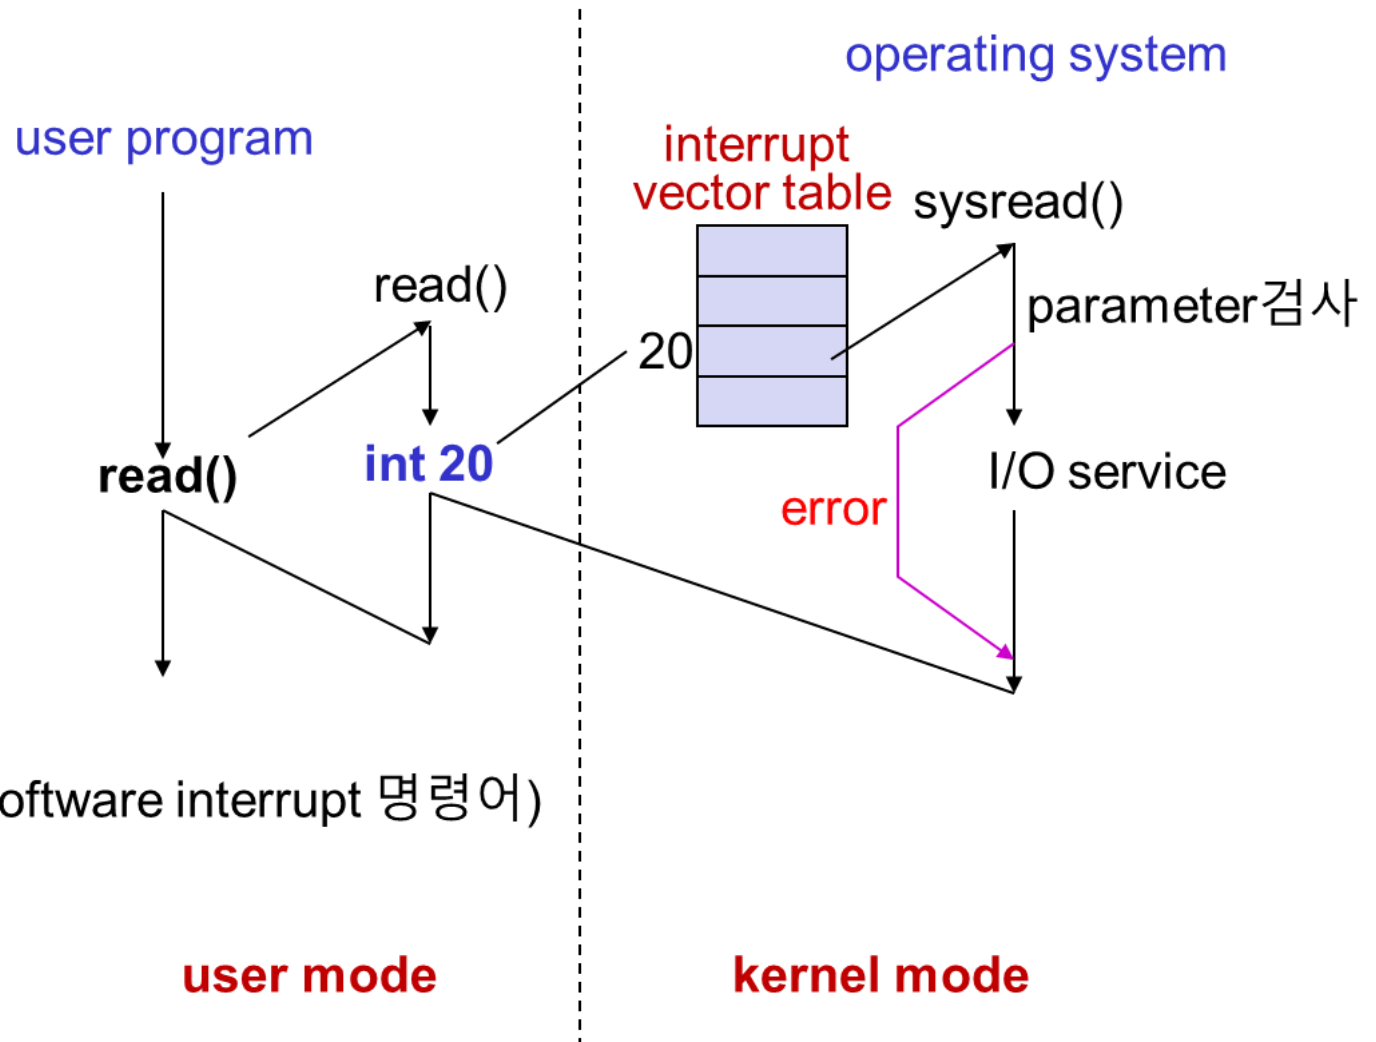 operating system
user program
interrupt
vector table
sysread()
read()
parameter검사
20
read()
int 20
I/O service
error
oftware interrupt 명령어)
user mode
kernel mode